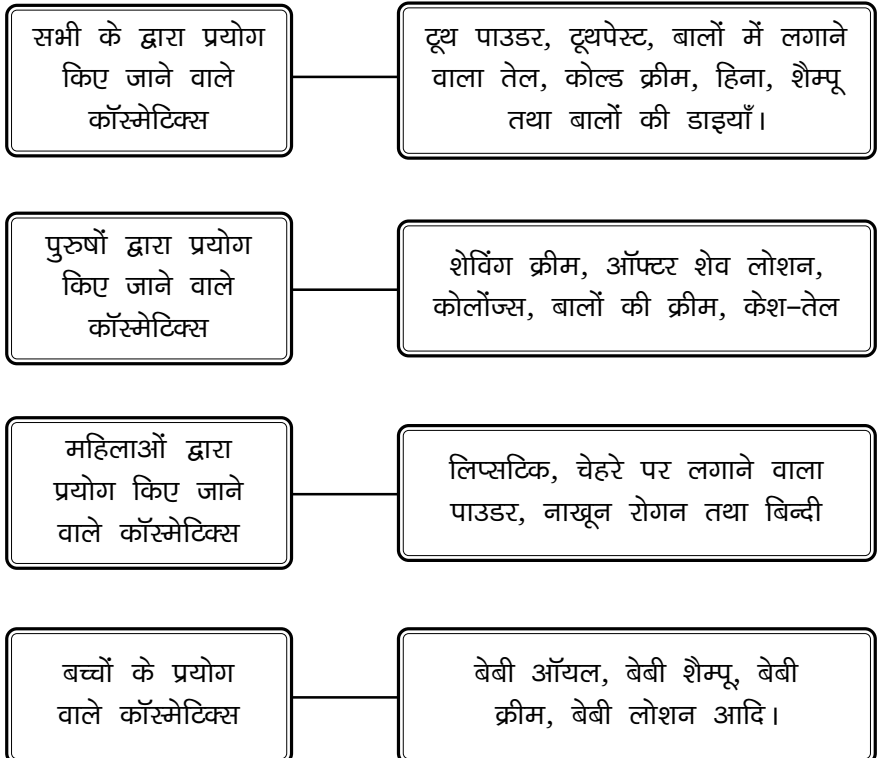 सभी के द्वारा प्रयोग
किए जाने वाले
कॉस्मेटिक्स
टूथ पाउडर, टूथपेस्ट, बालों में लगाने
वाला तेल, कोल्ड क्रीम, हिना, शैम्पू
तथा बालों की डाइयाँ।
पुरुषों द्वारा प्रयोग
किए जाने वाले
कॉस्मेटिक्स
शेविंग क्रीम, ऑफ्टर शेव लोशन,
कोलोंज्स, बालों की क्रीम, केश–तेल
महिलाओं द्वारा
प्रयोग किए जाने
वाले कॉस्मेटिक्स
लिप्सटिक, चेहरे पर लगाने वाला
पाउडर, नाखून रोगन तथा बिन्दी
बच्चों के प्रयोग
वाले कॉस्मेटिक्स
बेबी ऑयल, बेबी शैम्पू, बेबी
क्रीम, बेबी लोशन आदि।